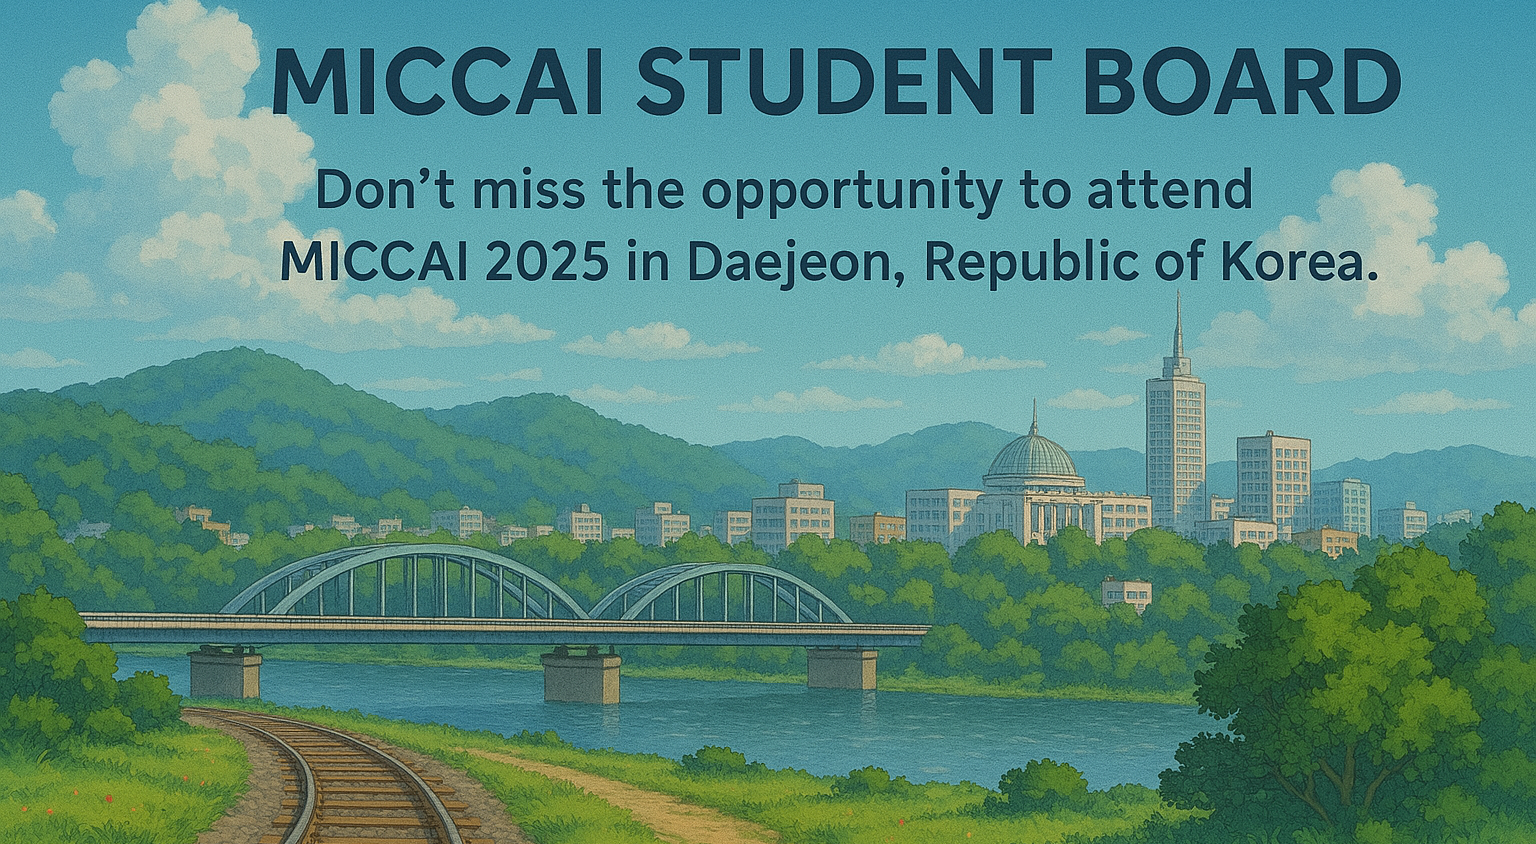 MICCAI STUDENT BOARD
Don’t miss the opportunity to attend
MICCAI 2025 in Daejeon, Republic of Korea.